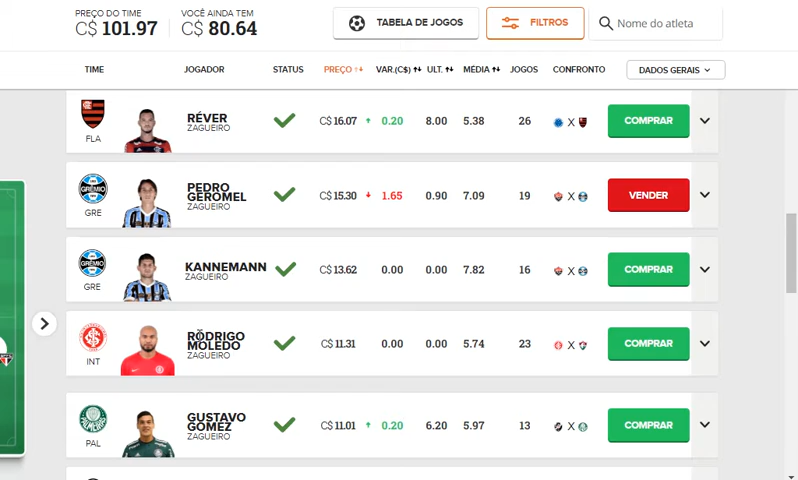 PREÇO DO TIME
C$ 101.97
VOCÊ AINDA TEM
C$ 80.64
TABELA DE JOGOS
FILTROS
Nome do atleta
TIME JOGADOR STATUS PREÇO VAR.(C$) ULT. MÉDIA JOGOS CONFRONTO DADOS GERAIS
FLA
RÉVER
ZAGUEIRO
C$ 16.07 0.20 8.00 5.38 26 X COMPRAR
GRE
PEDRO
GEROMEL
ZAGUEIRO
C$ 15.30 1.65 0.90 7.09 19 X VENDER
GRE
KANNEMANN
ZAGUEIRO
C$ 13.62 0.00 0.00 7.82 16 X COMPRAR
INT
RODRIGO
MOLEDO
ZAGUEIRO
C$ 11.31 0.00 0.00 5.74 23 X COMPRAR
PAL
GUSTAVO
GÓMEZ
ZAGUEIRO
C$ 11.01 0.20 6.20 5.97 13 X COMPRAR